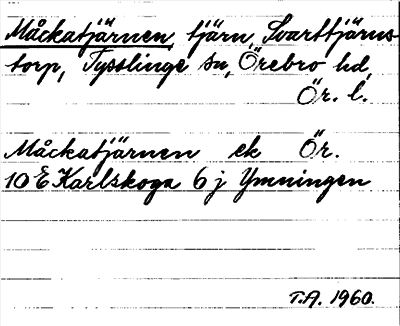 Måckatjärnen, tjärn, Svarttjärns-
torp, Tysslinge sn, Örebro hd,
Ör. l.
Måckatjärnen ek Ör.
10 E Karlskoga 6 j Ymningen
T.A. 1960.